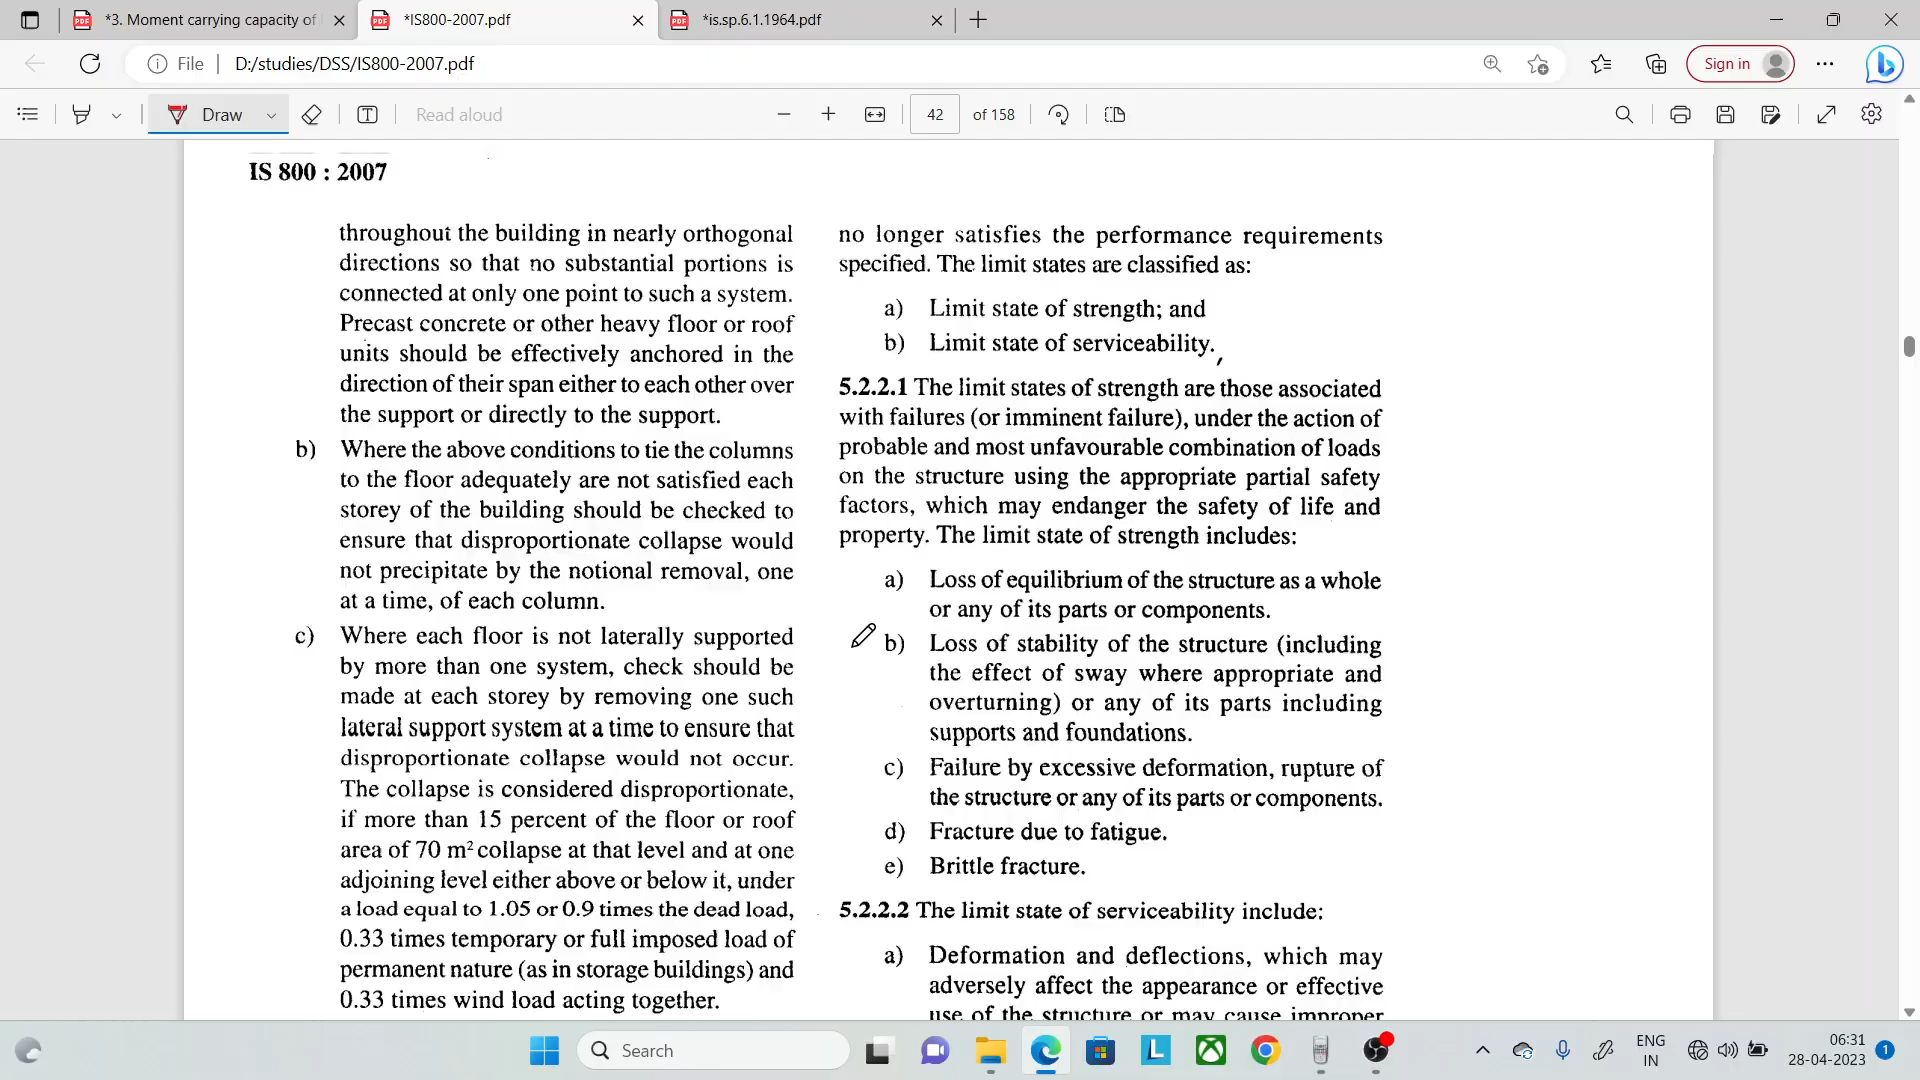 *3. Moment carrying capacity of
*IS800-2007.pdf
*is.sp.6.1.1964.pdf
File
D:/studies/DSS/IS800-2007.pdf
Sign in
Draw
Read aloud
42 of 158
IS 800 : 2007
throughout the building in nearly orthogonal
directions so that no substantial portions is
connected at only one point to such a system.
Precast concrete or other heavy floor or roof
units should be effectively anchored in the
direction of their span either to each other over
the support or directly to the support.
b) Where the above conditions to tie the columns
to the floor adequately are not satisfied each
storey of the building should be checked to
ensure that disproportionate collapse would
not precipitate by the notional removal, one
at a time, of each column.
c) Where each floor is not laterally supported
by more than one system, check should be
made at each storey by removing one such
lateral support system at a time to ensure that
disproportionate collapse would not occur.
The collapse is considered disproportionate,
if more than 15 percent of the floor or roof
area of 70 m² collapse at that level and at one
adjoining level either above or below it, under
a load equal to 1.05 or 0.9 times the dead load,
0.33 times temporary or full imposed load of
permanent nature (as in storage buildings) and
0.33 times wind load acting together.
no longer satisfies the performance requirements
specified. The limit states are classified as:
a) Limit state of strength; and
b) Limit state of serviceability.
5.2.2.1 The limit states of strength are those associated
with failures (or imminent failure), under the action of
probable and most unfavourable combination of loads
on the structure using the appropriate partial safety
factors, which may endanger the safety of life and
property. The limit state of strength includes:
a) Loss of equilibrium of the structure as a whole
or any of its parts or components.
b) Loss of stability of the structure (including
the effect of sway where appropriate and
overturning) or any of its parts including
supports and foundations.
c) Failure by excessive deformation, rupture of
the structure or any of its parts or components.
d) Fracture due to fatigue.
e) Brittle fracture.
5.2.2.2 The limit state of serviceability include:
a) Deformation and deflections, which may
adversely affect the appearance or effective
use of the structure or may cause improper
Search
ENG
IN
06:31
28-04-2023
1